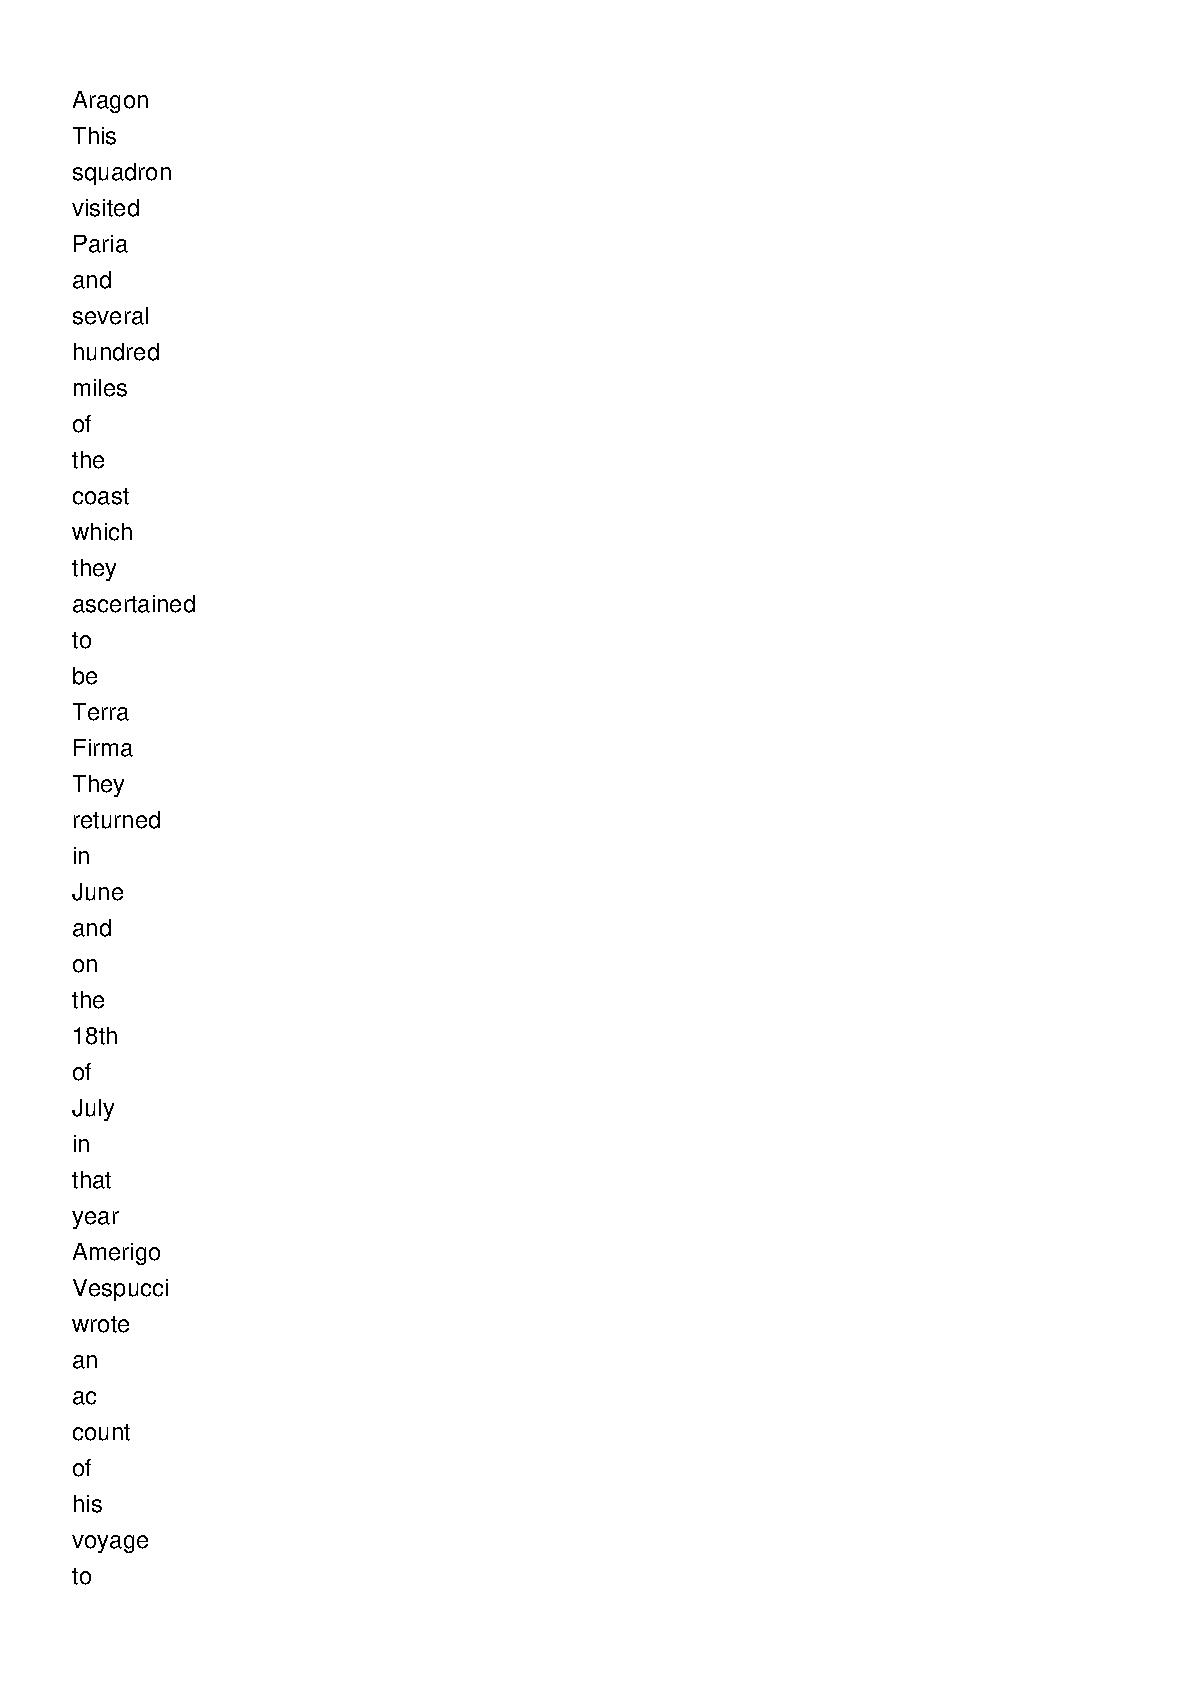 Aragon
This
squadron
visited
Paria
and
several
hundred
miles
of
the
coast
which
they
ascertained
to
be
Terra
Firma
They
returned
in
June
and
on
the
18th
of
July
in
that
year
Amerigo
Vespucci
wrote
an
ac
count
of
his
voyage
to